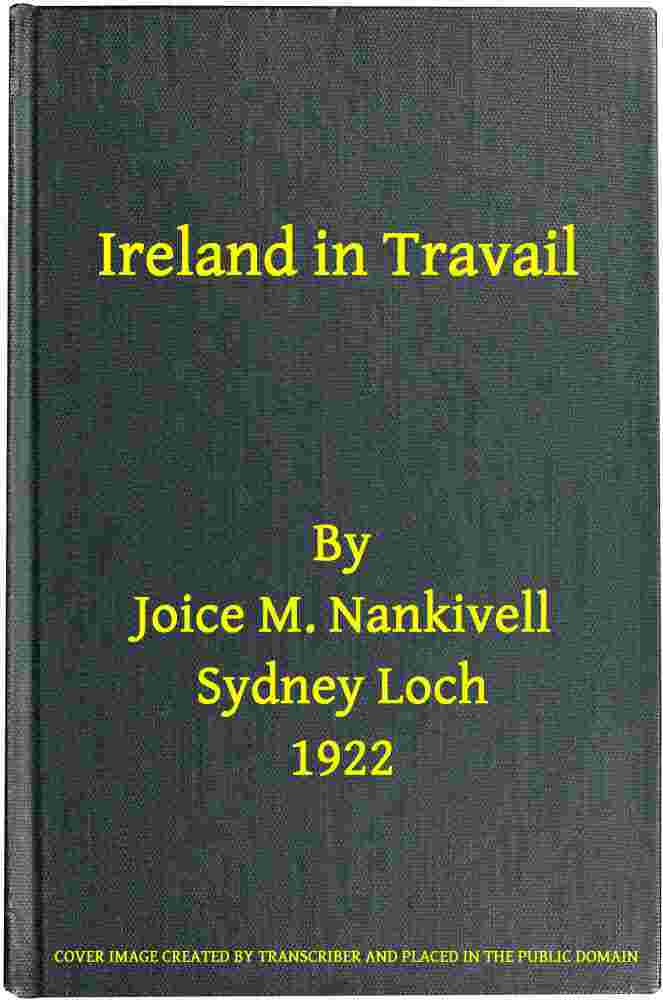 Ireland in Travail
By
Joice M. Nankivell
Sydney Loch
1922
COVER IMAGE CREATED BY TRANSCRIBER AND PLACED IN THE PUBLIC DOMAIN